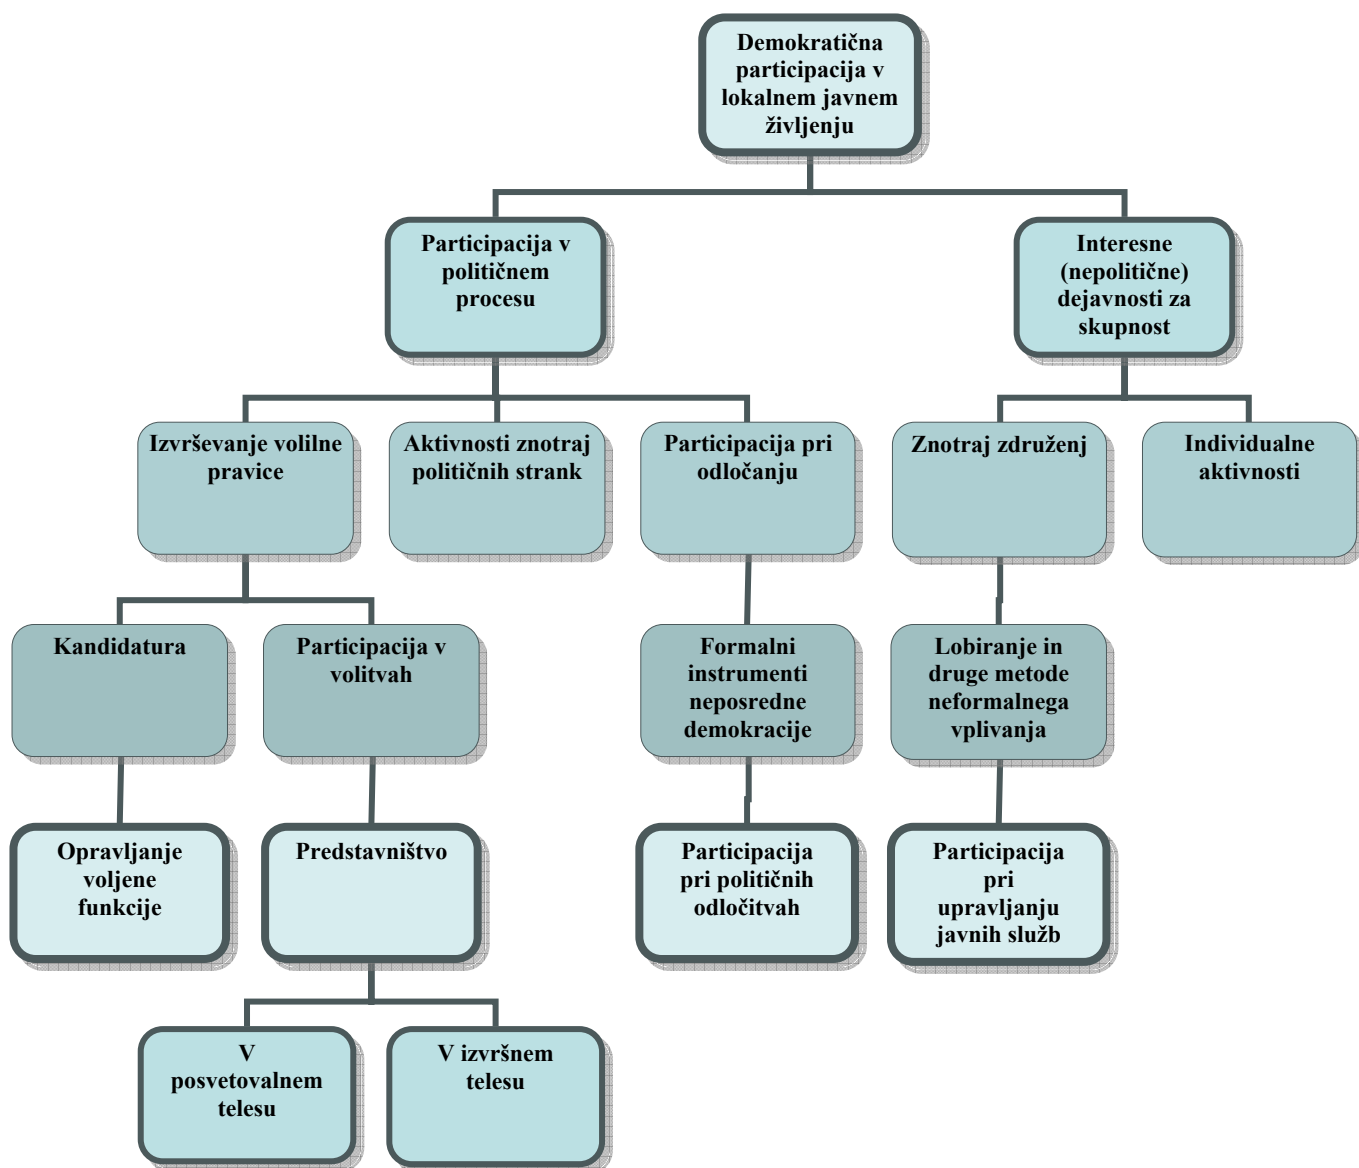 Demokratična
participacija v
lokalnem javnem
življenju
Participacija v
političnem
procesu
Interesne
(nepolitične)
dejavnosti za
skupnost
Izvrševanje volilne
pravice
Aktivnosti znotraj
političnih strank
Participacija pri
odločanju
Znotraj združenj
Individualne
aktivnosti
Kandidatura
Participacija v
volitvah
Formalni
instrumenti
neposredne
demokracije
Lobiranje in
druge metode
neformalnega
vplivanja
Opravljanje
voljene
funkcije
Predstavništvo
Participacija
pri političnih
odločitvah
Participacija
pri
upravljanju
javnih služb
V
posvetovalnem
telesu
V izvršnem
telesu